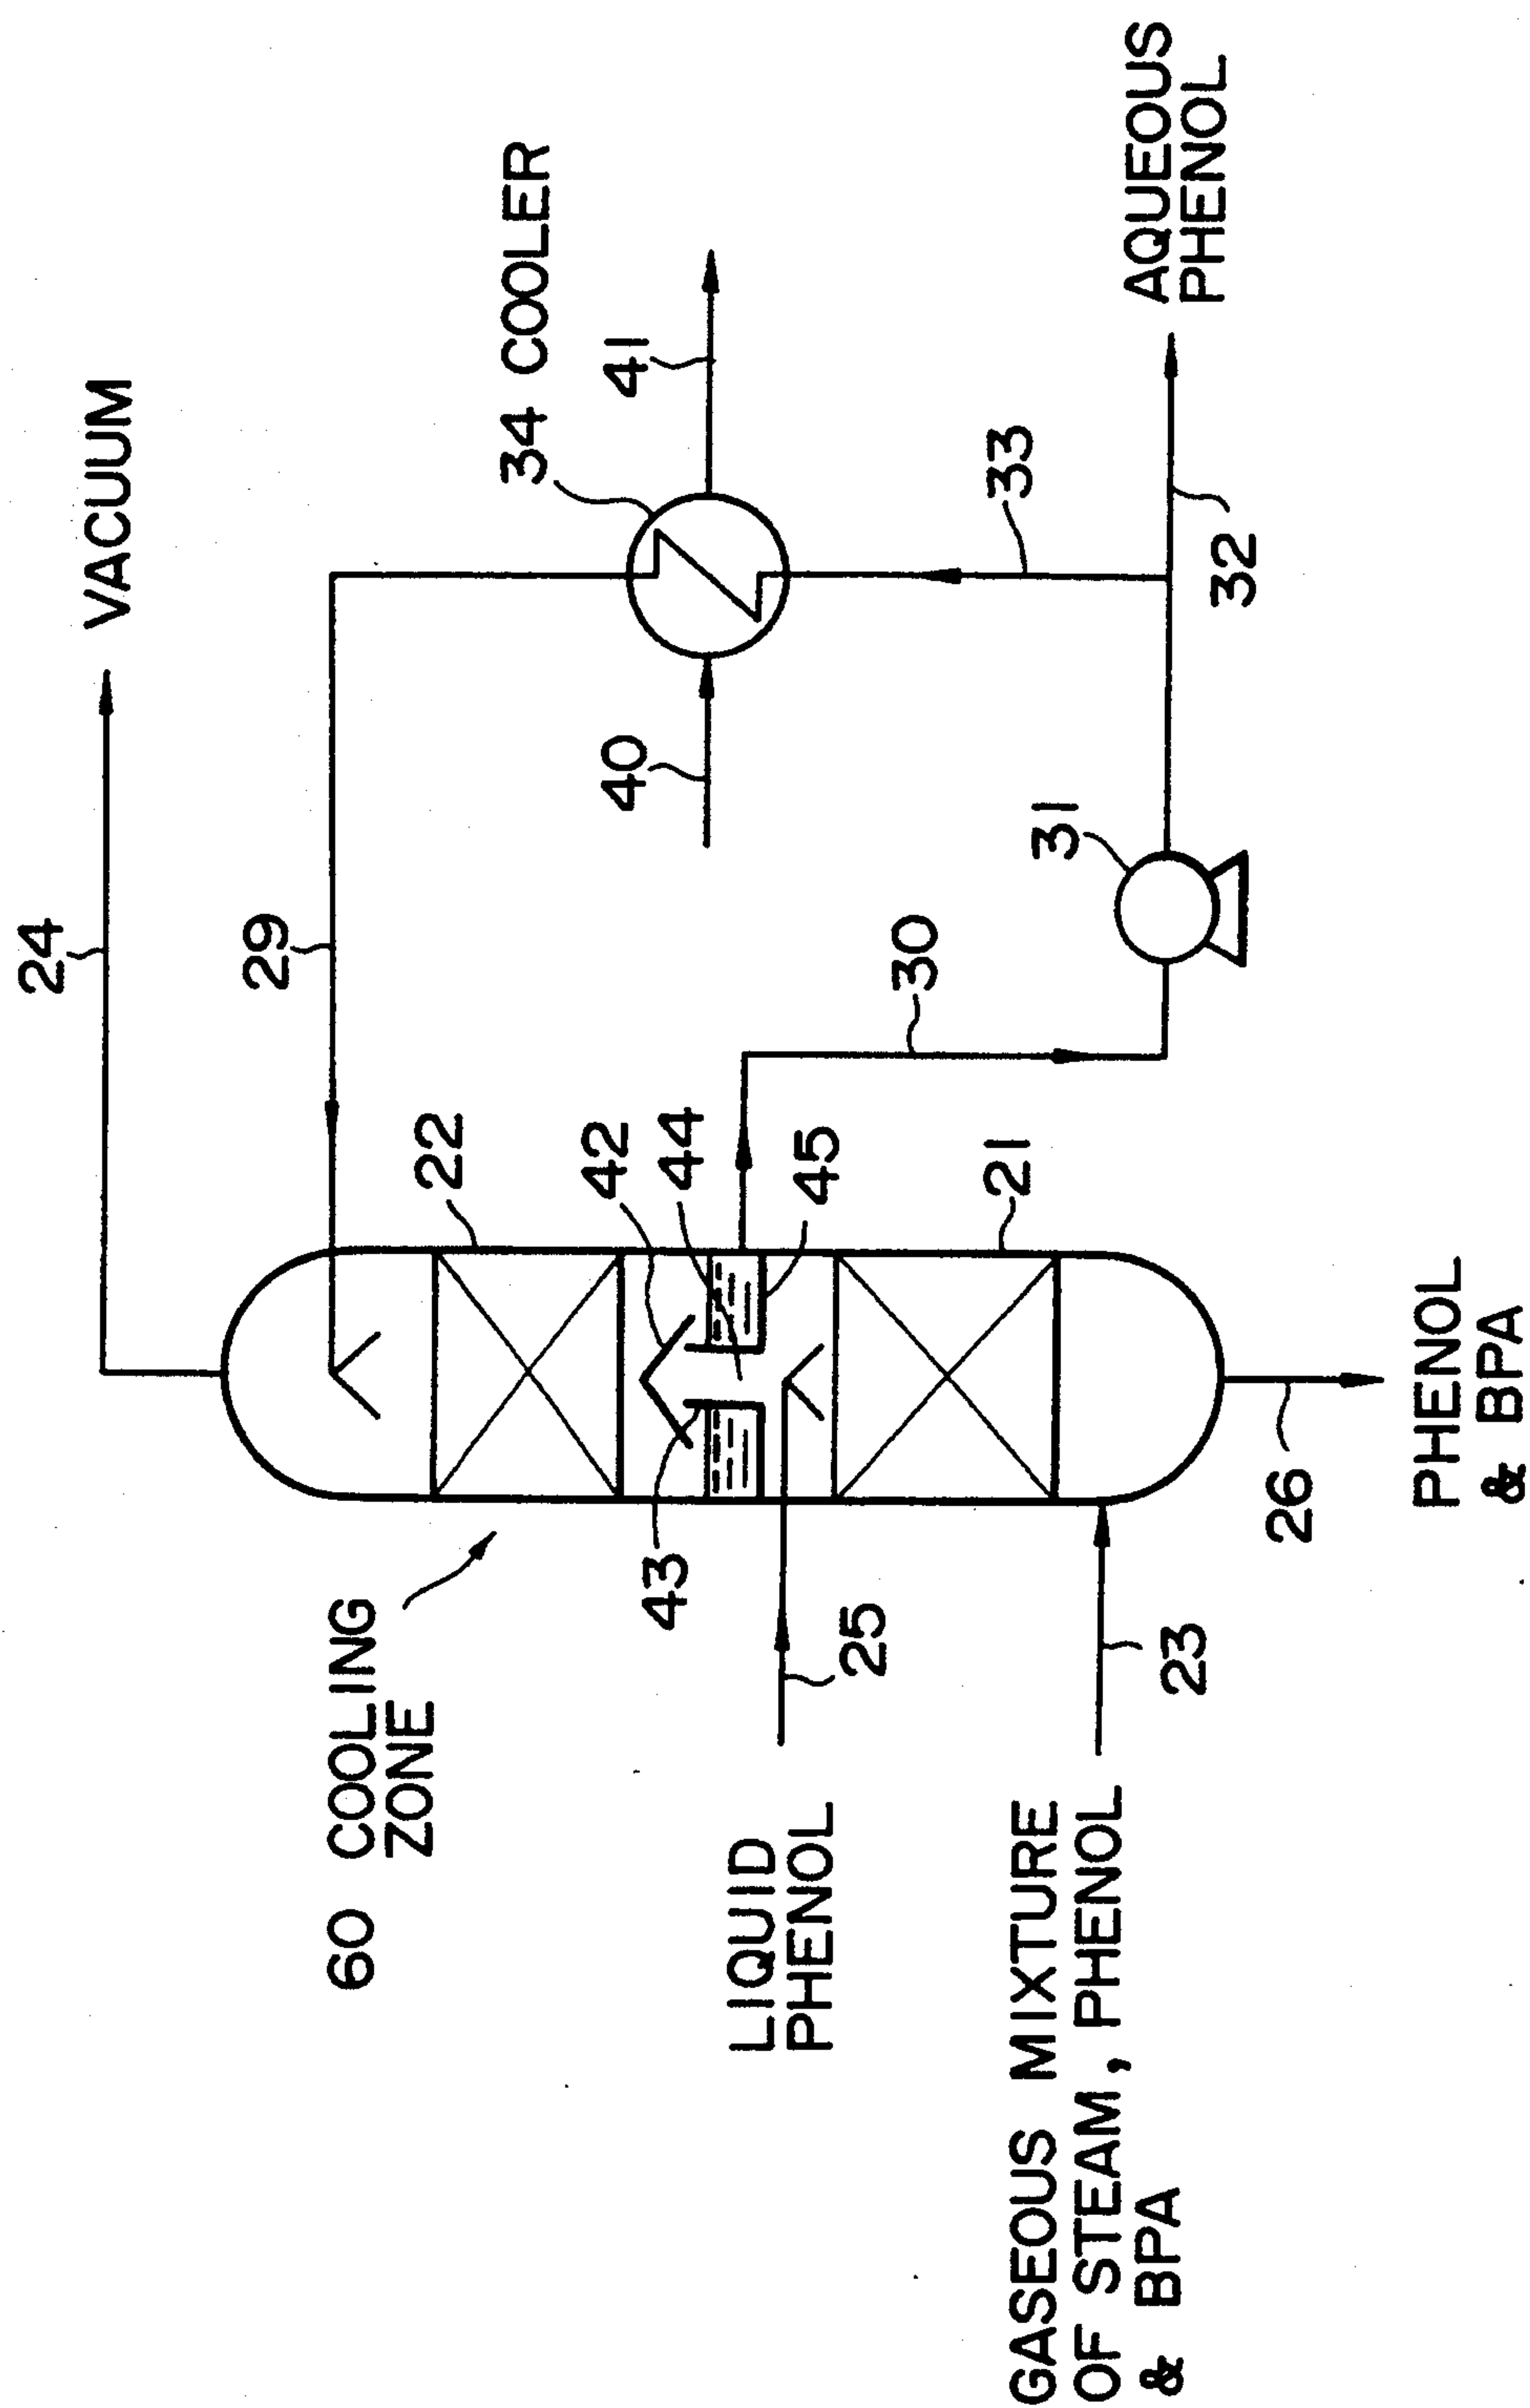 24
VACUUM
29
34 COOLER
41
40
33
AQUEOUS
PHENOL
32
31
30
22
42
44
45
21
43
60 COOLING
ZONE
LIQUID
PHENOL
25
GASEOUS MIXTURE
OF STEAM, PHENOL
& BPA
23
26
PHENOL
& BPA